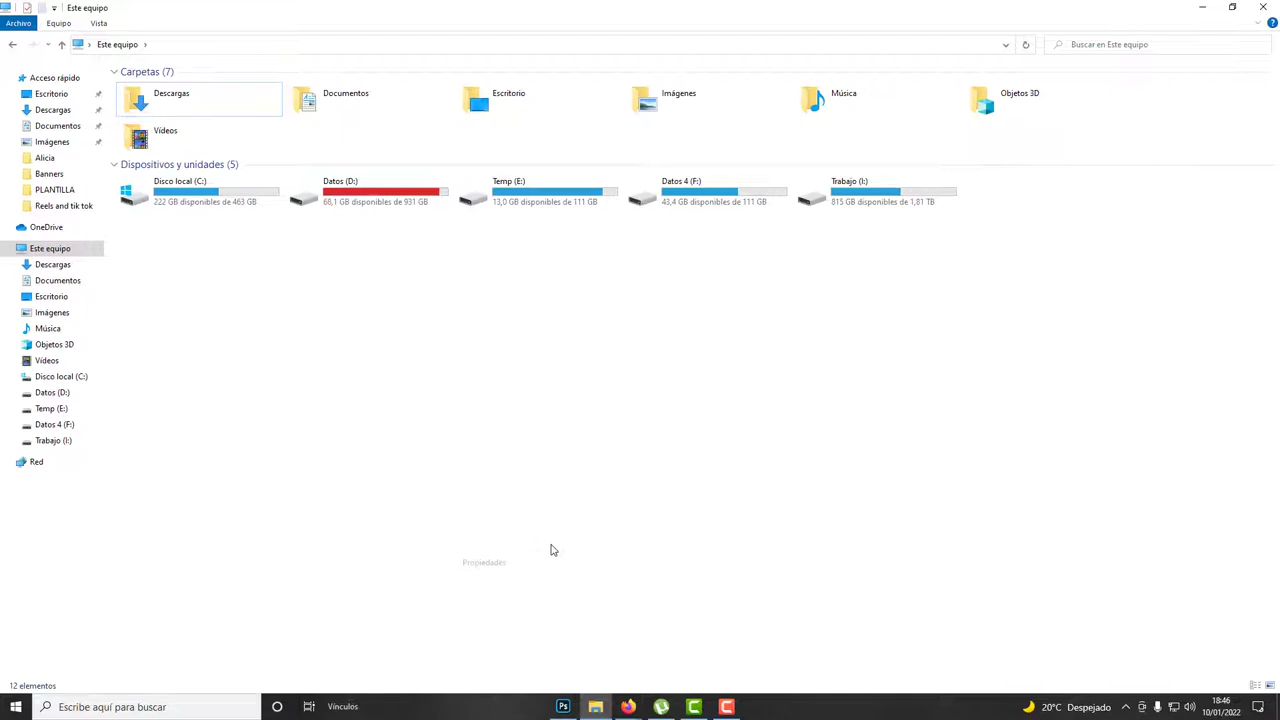 Este equipo
Archivo
Equipo
Vista
Este equipo
Buscar en Este equipo
Acceso rápido
Escritorio
Descargas
Documentos
Imágenes
Alicia
Banners
PLANTILLA
Reels and tik tok
OneDrive
Este equipo
Descargas
Documentos
Escritorio
Imágenes
Música
Objetos 3D
Vídeos
Disco local (C:)
Datos (D:)
Temp (E:)
Datos 4 (F:)
Trabajo (I:)
Red
Carpetas (7)
Descargas
Documentos
Escritorio
Imágenes
Música
Objetos 3D
Vídeos
Dispositivos y unidades (5)
Disco local (C:)
222 GB disponibles de 463 GB
Datos (D:)
68,1 GB disponibles de 931 GB
Temp (E:)
13,0 GB disponibles de 111 GB
Datos 4 (F:)
43,4 GB disponibles de 111 GB
Trabajo (I:)
815 GB disponibles de 1,81 TB
Propiedades
12 elementos
Escribe aquí para buscar
Vínculos
Ps
20°C Despejado
18:46
10/01/2022